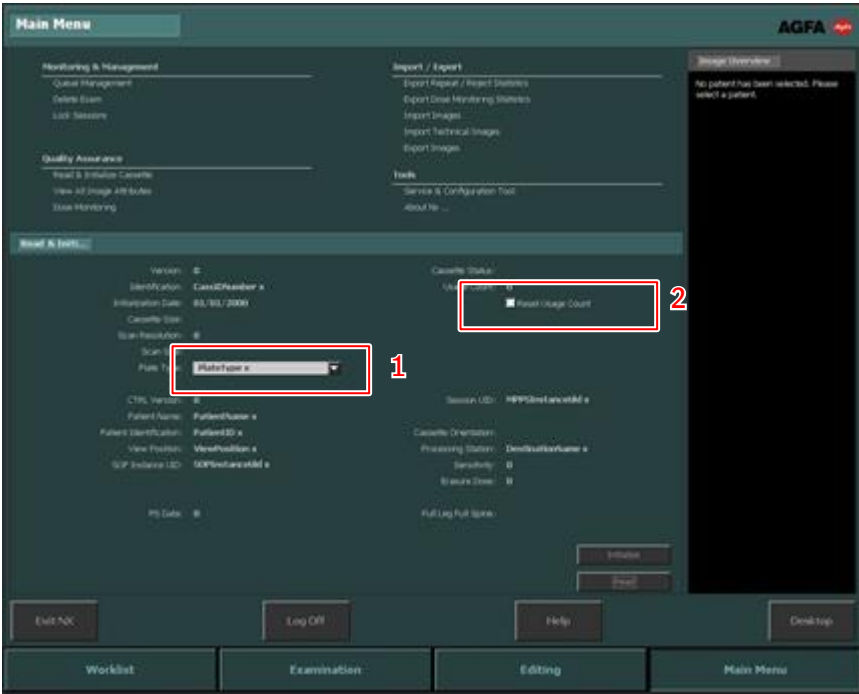 Main Menu
AGFA
Monitoring & Management
Queue Management
Delete Exam
Lock Sessions
Quality Assurance
Read & Initialize Cassette
View All Image Attributes
Dose Monitoring
Import / Export
Export Repeat / Reject Statistics
Export Dose Monitoring Statistics
Import Images
Import Technical Images
Export Images
Tools
Service & Configuration Tool
About Nx ...
Image Overview
No patient has been selected. Please
select a patient.
Read & Initi...
Version: 0
Identification: CassIDNumber x
Initialization Date: 01/01/2000
Cassette Size:
Scan Resolution: 0
Scan
Plate PlateType x
1
CTRL Version: 0
Patient Name: PatientName x
Patient Identification: PatientID x
View Position: ViewPosition x
SOP Instance UID: SOPInstanceUId x
PS Data: 0
Cassette Status:
Usage Count: 0
Reset Usage Count
2
Session UID: MPPSInstanceUId x
Cassette Orientation:
Processing Station: DestinationName x
Sensitivity: 0
Erasure Dose: 0
Full Leg Full Spine:
Initialize
Read
Exit NX
Log Off
Help
Desktop
Worklist
Examination
Editing
Main Menu